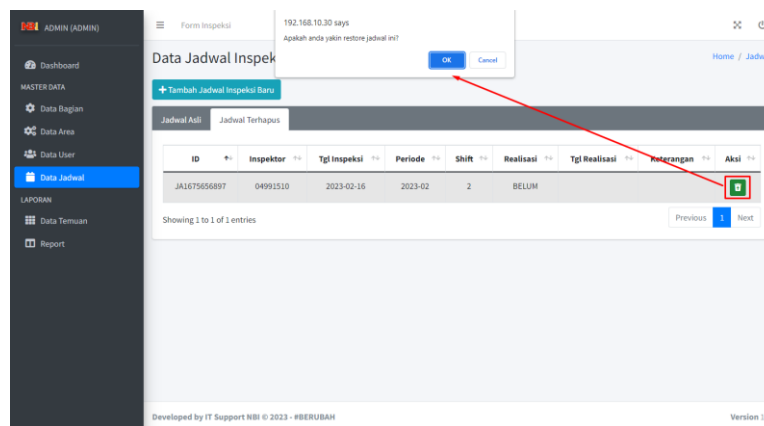 NBI ADMIN (ADMIN)
Form Inspeksi
192.168.10.30 says
Apakah anda yakin restore jadwal ini?
OK Cancel
Dashboard
MASTER DATA
Data Bagian
Data Area
Data User
Data Jadwal
LAPORAN
Data Temuan
Report
Data Jadwal Inspek
Home / Jadw
Tambah Jadwal Inspeksi Baru
Jadwal Asli Jadwal Terhapus
ID Inspektor Tgl Inspeksi Periode Shift Realisasi Tgl Realisasi Keterangan Aksi
JA1675656897 04991510 2023-02-16 2023-02 2 BELUM
Showing 1 to 1 of 1 entries
Previous 1 Next
Developed by IT Support NBI © 2023 - #BERUBAH
Version 1